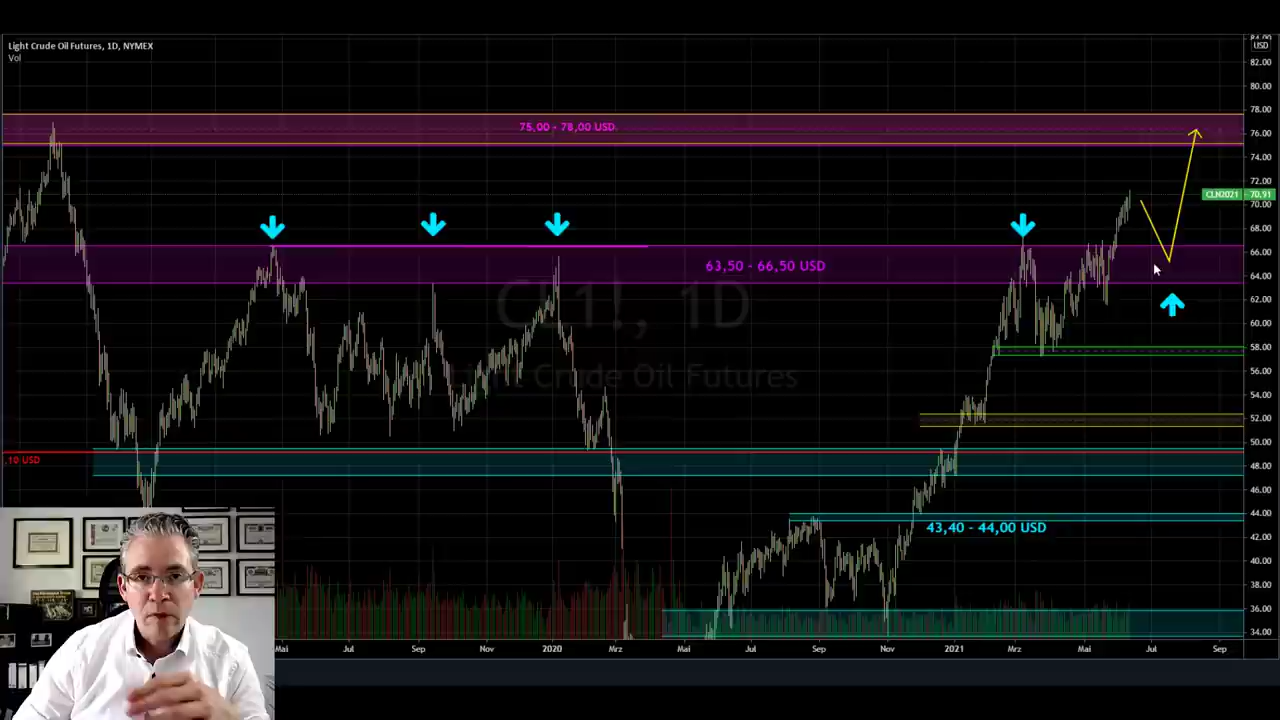 Light Crude Oil Futures, 1D, NYMEX
Vol
USD
82.00
80.00
78.00
75,00 - 78,00 USD
76.00
74.00
72.00
CLN2021 70.91
70.00
68.00
66.00
63,50 - 66,50 USD
64.00
CL1!, 1D
62.00
60.00
58.00
Light Crude Oil Futures
56.00
54.00
52.00
50.00
,10 USD
48.00
46.00
44.00
43,40 - 44,00 USD
42.00
40.00
38.00
36.00
34.00
Mai Jul Sep Nov 2020 Mrz Mai Jul Sep Nov 2021 Mrz Mai Jul Sep